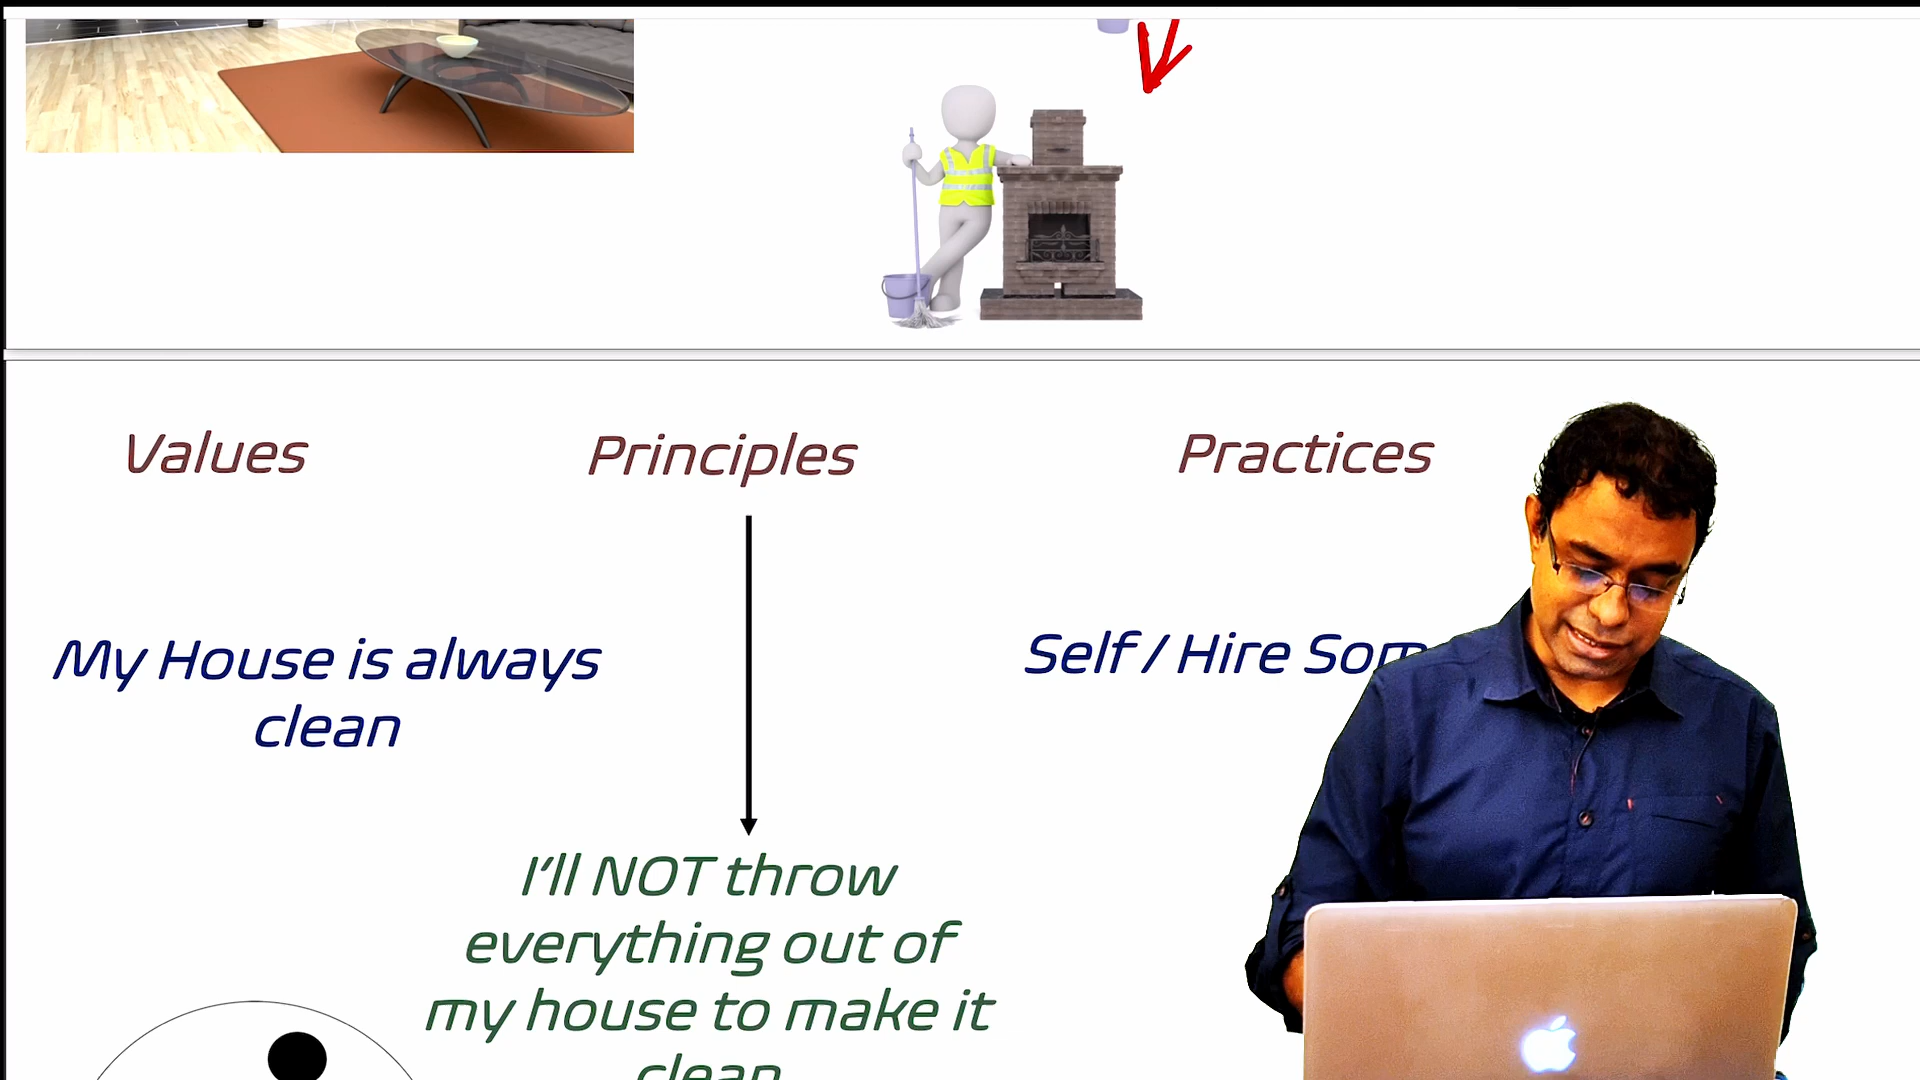 Values
Principles
Practices
My House is always
clean
Self / Hire Som
I'll NOT throw
everything out of
my house to make it
clean